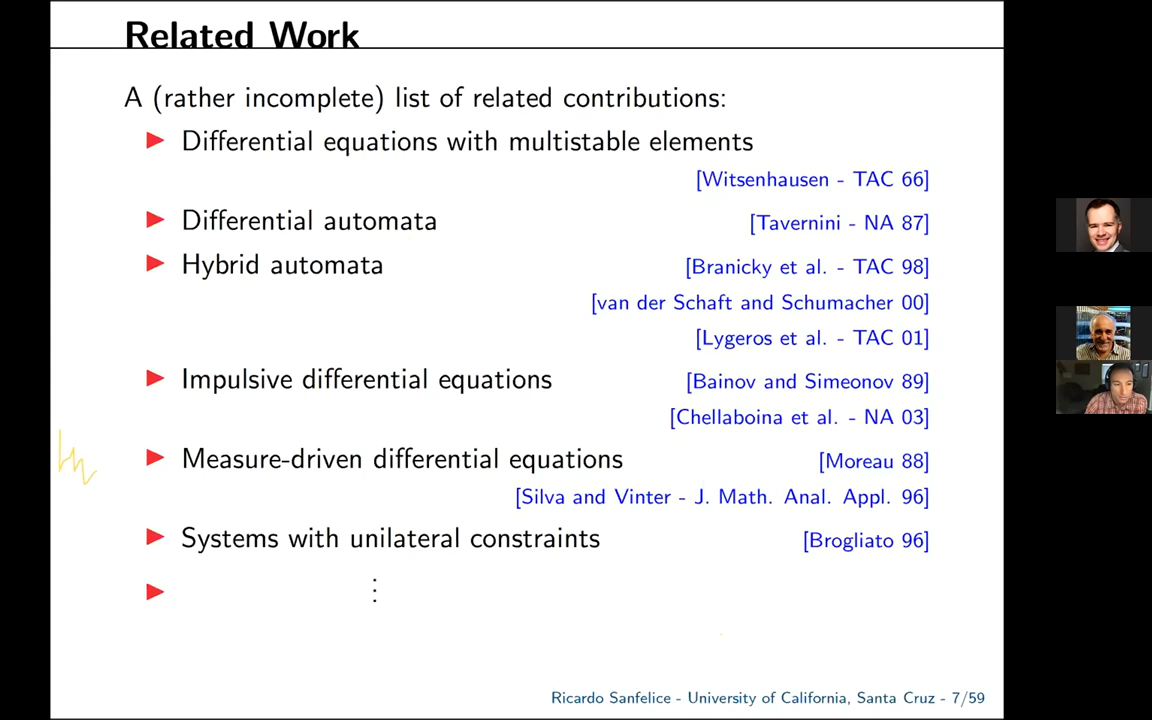 Related Work
A (rather incomplete) list of related contributions:
▶ Differential equations with multistable elements
[Witsenhausen - TAC 66]
▶ Differential automata [Tavernini - NA 87]
▶ Hybrid automata [Branicky et al. - TAC 98]
[van der Schaft and Schumacher 00]
[Lygeros et al. - TAC 01]
▶ Impulsive differential equations [Bainov and Simeonov 89]
[Chellaboina et al. - NA 03]
▶ Measure-driven differential equations [Moreau 88]
[Silva and Vinter - J. Math. Anal. Appl. 96]
▶ Systems with unilateral constraints [Brogliato 96]
▶ ⋮
Ricardo Sanfelice - University of California, Santa Cruz - 7/59